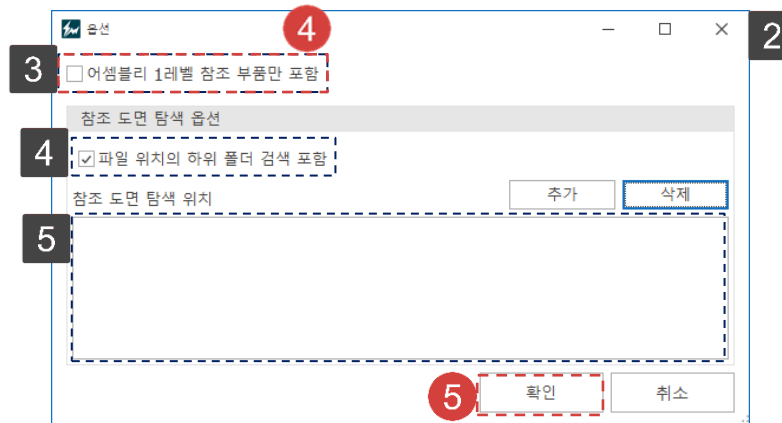 옵션
4
2
3
어셈블리 1레벨 참조 부품만 포함
참조 도면 탐색 옵션
4
파일 위치의 하위 폴더 검색 포함
참조 도면 탐색 위치
추가
삭제
5
5
확인
취소